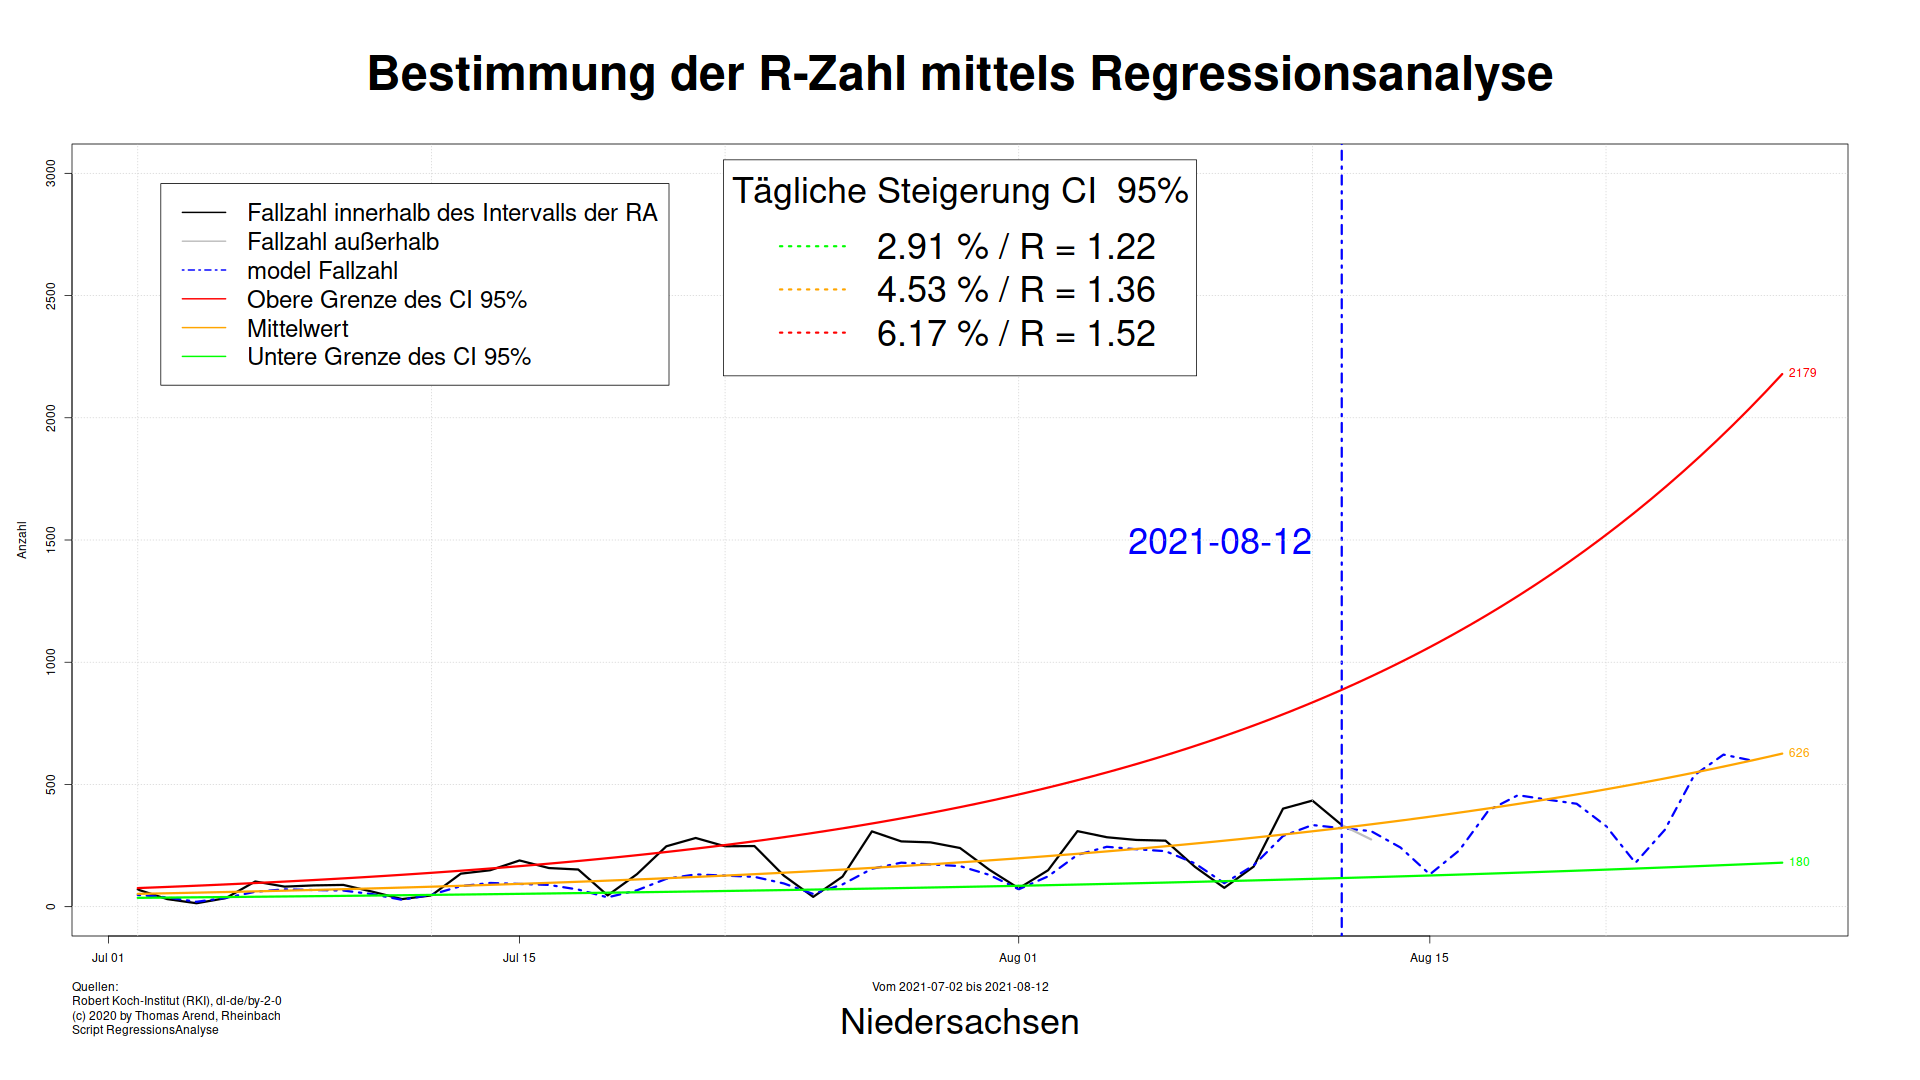 Bestimmung der R-Zahl mittels Regressionsanalyse
Fallzahl innerhalb des Intervalls der RA
Fallzahl außerhalb
model Fallzahl
Obere Grenze des CI 95%
Mittelwert
Untere Grenze des CI 95%
Tägliche Steigerung CI  95%
2.91 % / R = 1.22
4.53 % / R = 1.36
6.17 % / R = 1.52
3000
2500
2000
1500
1000
500
0
Anzahl
2021-08-12
2179
626
180
Jul 01
Jul 15
Aug 01
Aug 15
Vom 2021-07-02 bis 2021-08-12
Niedersachsen
Quellen:
Robert Koch-Institut (RKI), dl-de/by-2-0
(c) 2020 by Thomas Arend, Rheinbach
Script RegressionsAnalyse